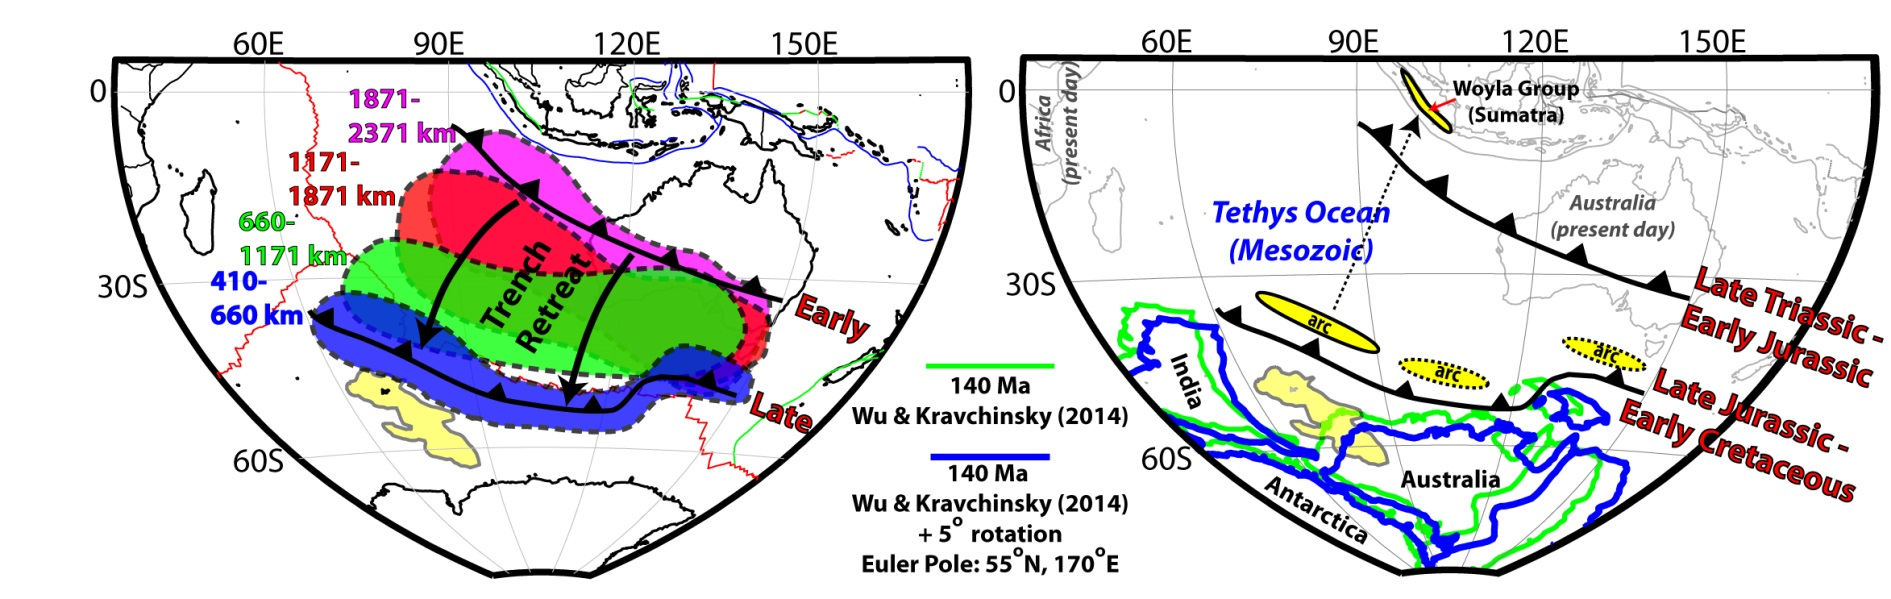 60E 90E 120E 150E
0
30S
60S
1871-
2371 km
1171-
1871 km
660-
1171 km
410-
660 km
Trench
Retreat
Early
Late
140 Ma
Wu & Kravchinsky (2014)
140 Ma
Wu & Kravchinsky (2014)
+ 5° rotation
Euler Pole: 55°N, 170°E
60E 90E 120E 150E
0
30S
60S
Africa
(present day)
Woyla Group
(Sumatra)
Tethys Ocean
(Mesozoic)
Australia
(present day)
arc
arc
arc
Late Triassic -
Early Jurassic
Late Jurassic -
Early Cretaceous
India
Australia
Antarctica